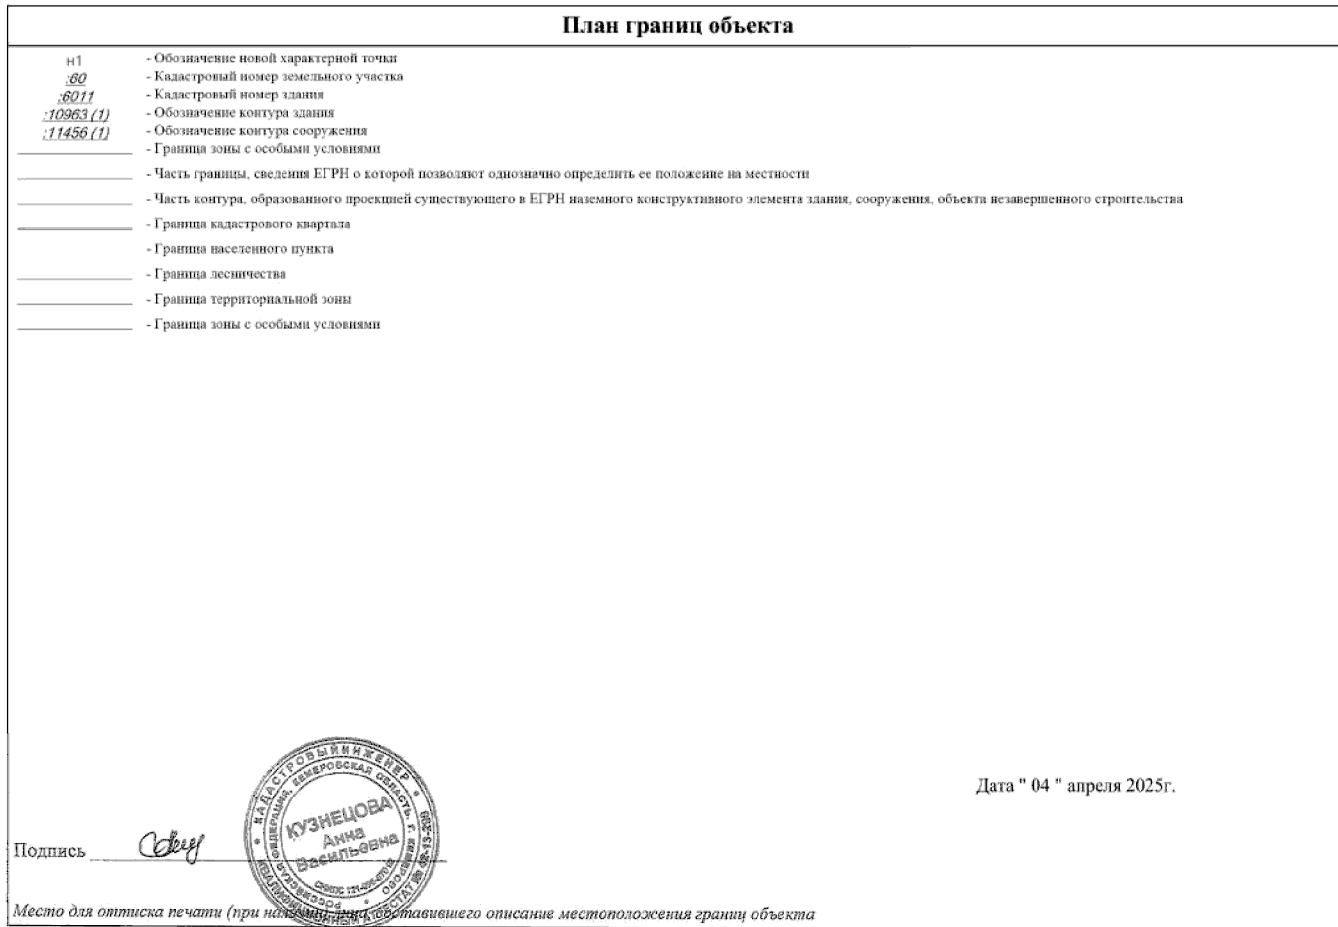 План границ объекта
н1 - Обозначение новой характерной точки
:60 - Кадастровый номер земельного участка
:6011 - Кадастровый номер здания
:10963 (1) - Обозначение контура здания
:11456 (1) - Обозначение контура сооружения
- Граница зоны с особыми условиями
- Часть границы, сведения ЕГРН о которой позволяют однозначно определить ее положение на местности
- Часть контура, образованного проекцией существующего в ЕГРН наземного конструктивного элемента здания, сооружения, объекта незавершенного строительства
- Граница кадастрового квартала
- Граница населенного пункта
- Граница лесничества
- Граница территориальной зоны
- Граница зоны с особыми условиями
Дата " 04 " апреля 2025г.
КАДАСТРОВЫЙ ИНЖЕНЕР
РОССИЙСКАЯ ФЕДЕРАЦИЯ, КЕМЕРОВСКАЯ ОБЛАСТЬ, г.
КУЗНЕЦОВА
Анна
Васильевна
Подпись
Место для оттиска печати (при составившего описание местоположения границ объекта